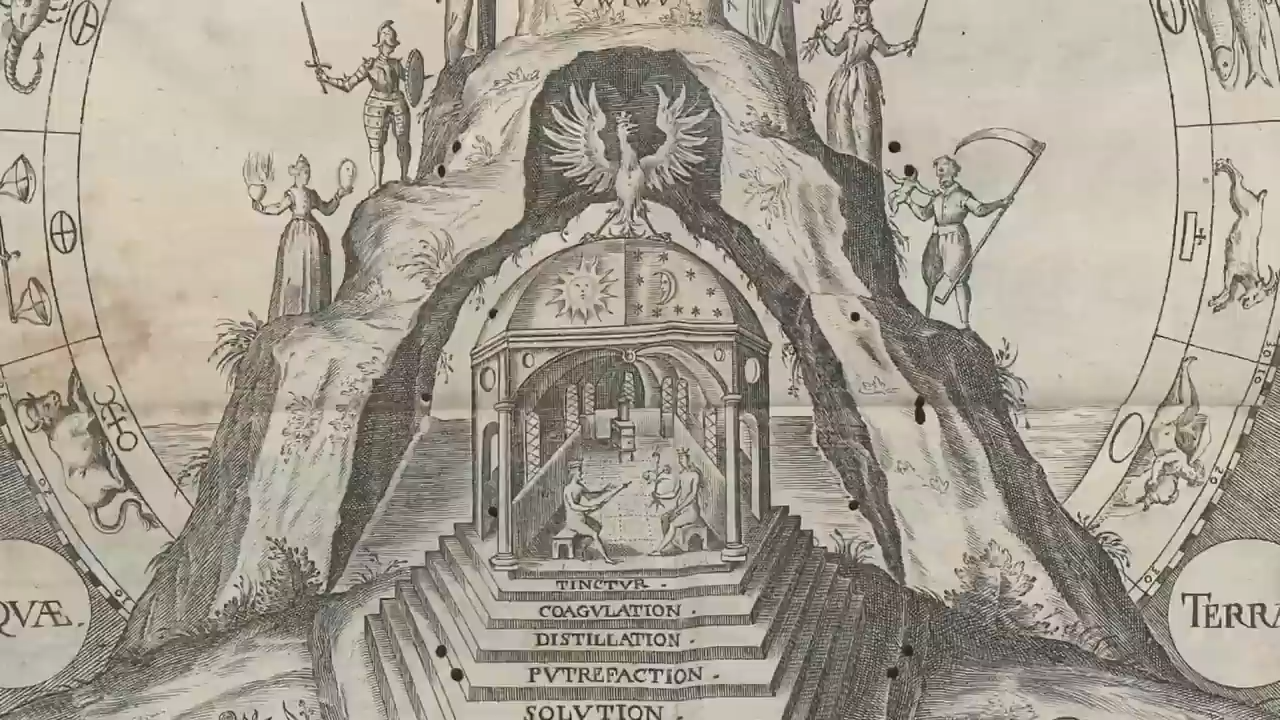 QVÆ.
TERRA
TINCTVR.
COAGVLATION.
DISTILLATION.
PVTREFACTION.
SOLVTION.